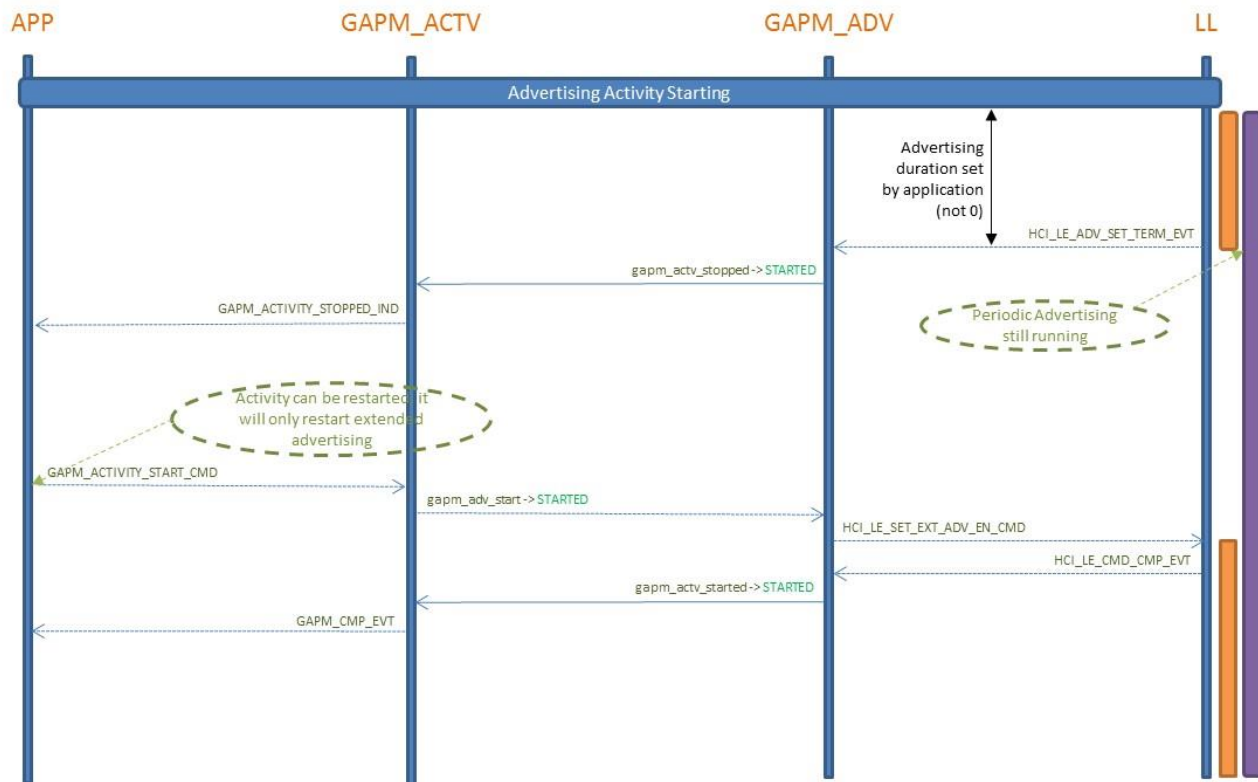 APP
GAPM_ACTV
GAPM_ADV
LL
Advertising Activity Starting
Advertising
duration set
by application
(not 0)
HCI_LE_ADV_SET_TERM_EVT
gapm_actv_stopped -> STARTED
GAPM_ACTIVITY_STOPPED_IND
Periodic Advertising
still running
Activity can be restarted, it
will only restart extended
advertising
GAPM_ACTIVITY_START_CMD
gapm_adv_start -> STARTED
HCI_LE_SET_EXT_ADV_EN_CMD
HCI_LE_CMD_CMP_EVT
gapm_actv_started -> STARTED
GAPM_CMP_EVT